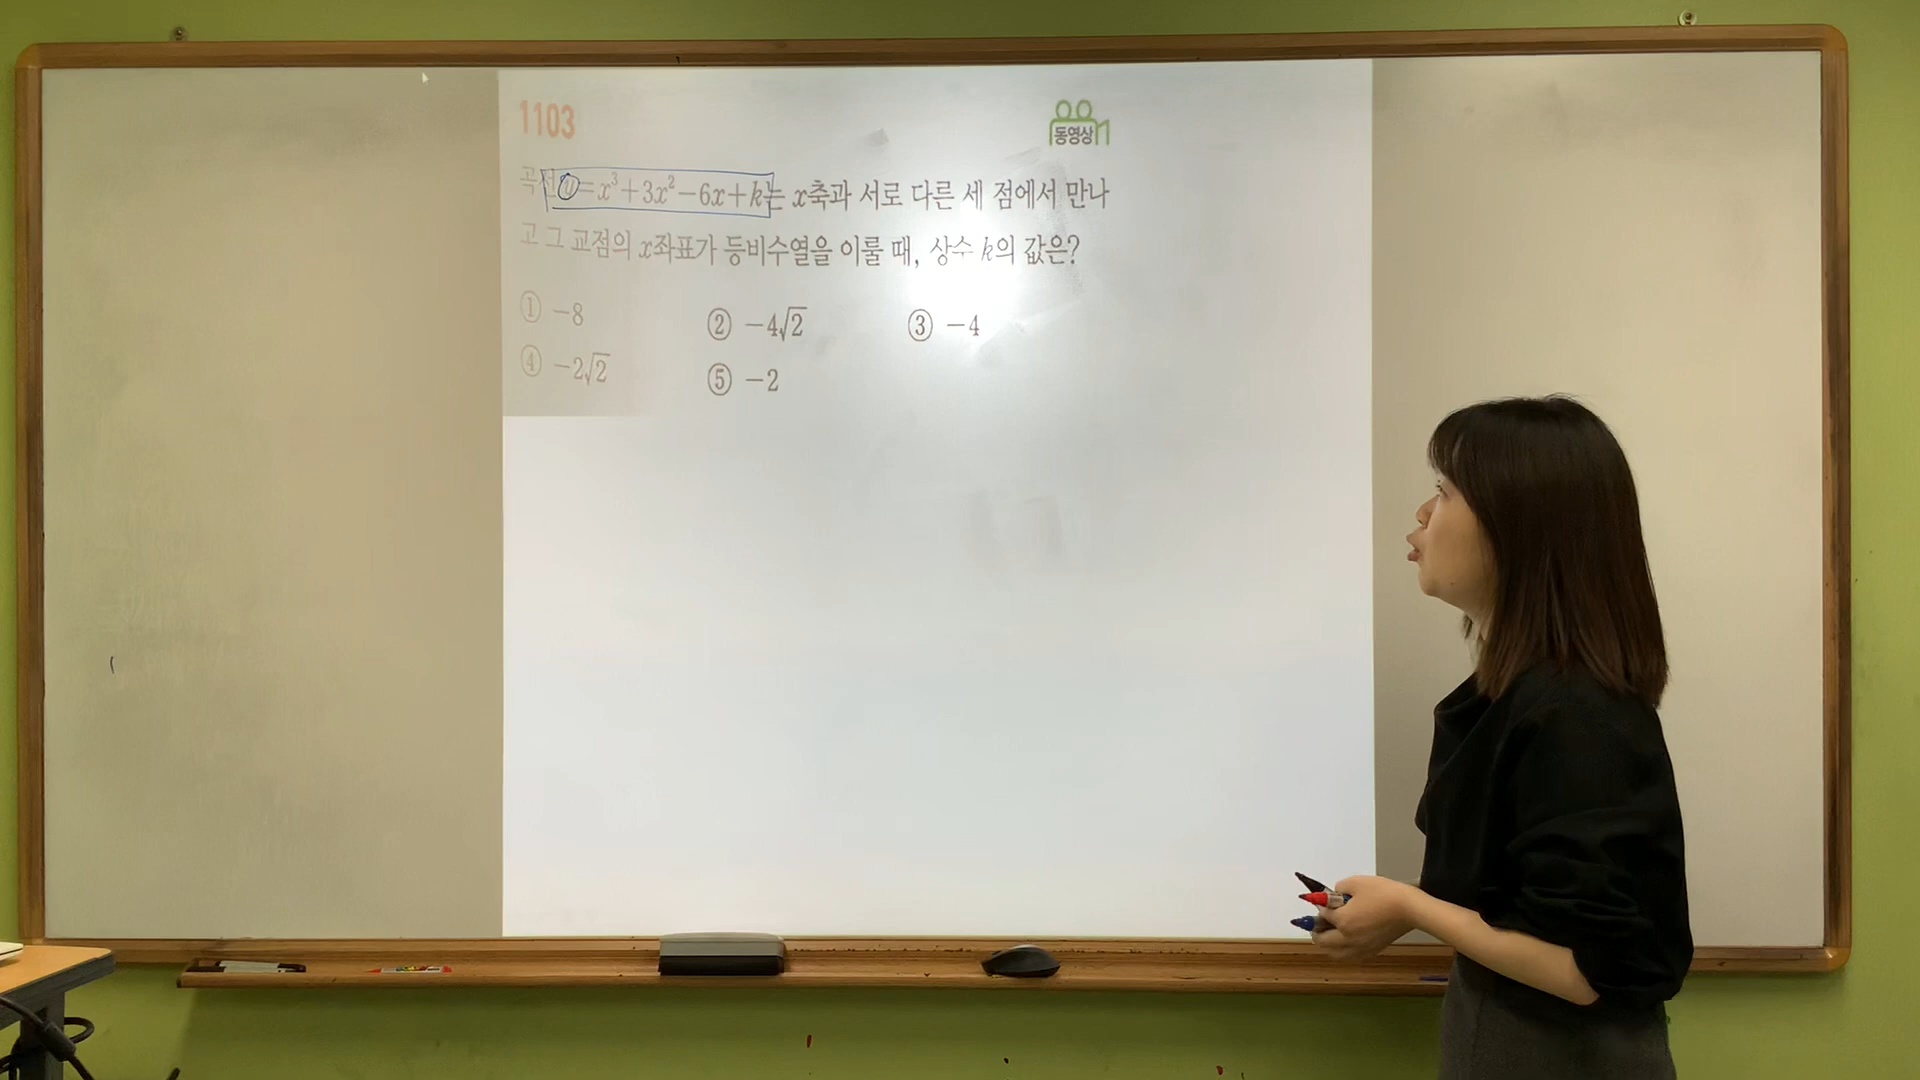 1103
동영상
곡선 y=x³+3x²-6x+k는 x축과 서로 다른 세 점에서 만나
고 그 교점의 x좌표가 등비수열을 이룰 때, 상수 k의 값은?
① -8 ② -4√2 ③ -4
④ -2√2 ⑤ -2